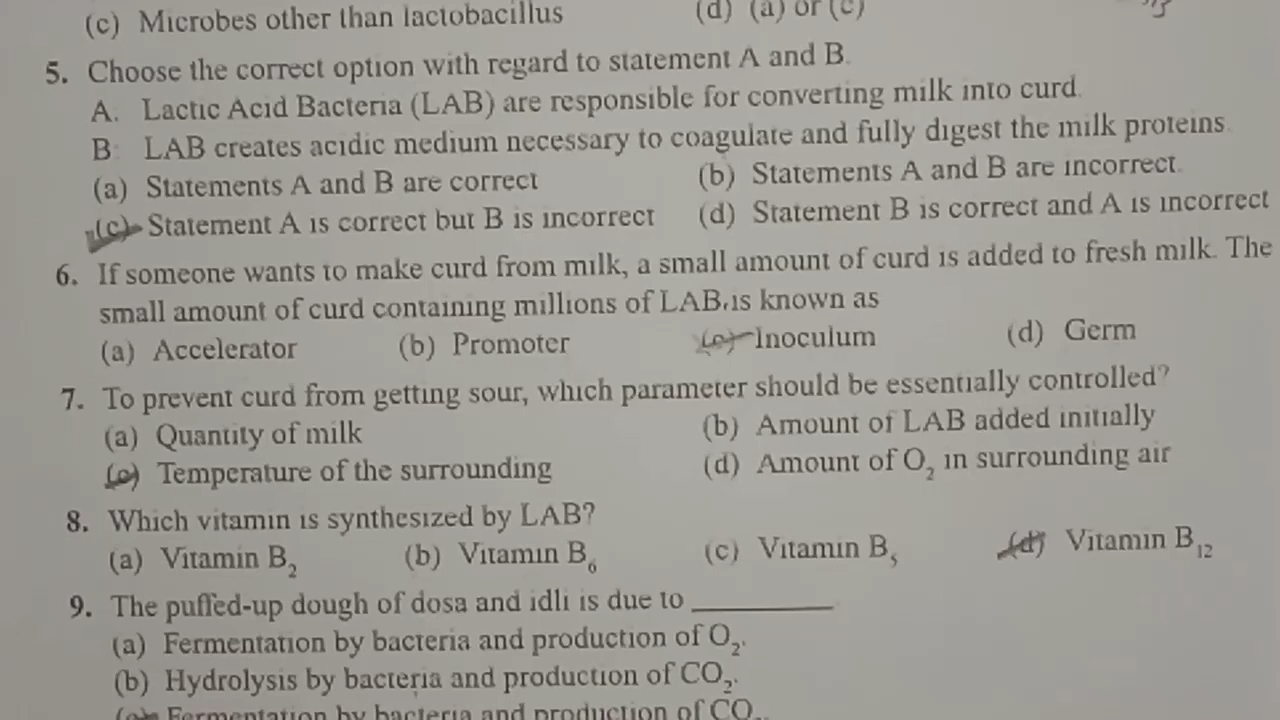 (c) Microbes other than lactobacillus (d) (a) or (c)
5. Choose the correct option with regard to statement A and B.
A. Lactic Acid Bacteria (LAB) are responsible for converting milk into curd.
B. LAB creates acidic medium necessary to coagulate and fully digest the milk proteins.
(a) Statements A and B are correct (b) Statements A and B are incorrect.
(c) Statement A is correct but B is incorrect (d) Statement B is correct and A is incorrect
6. If someone wants to make curd from milk, a small amount of curd is added to fresh milk. The
small amount of curd containing millions of LAB, is known as
(a) Accelerator (b) Promoter (c) Inoculum (d) Germ
7. To prevent curd from getting sour, which parameter should be essentially controlled?
(a) Quantity of milk (b) Amount of LAB added initially
(c) Temperature of the surrounding (d) Amount of O₂ in surrounding air
8. Which vitamin is synthesized by LAB?
(a) Vitamin B₂ (b) Vitamin B₆ (c) Vitamin B₅ (d) Vitamin B₁₂
9. The puffed-up dough of dosa and idli is due to __________
(a) Fermentation by bacteria and production of O₂.
(b) Hydrolysis by bacteria and production of CO₂.
(c) Fermentation by bacteria and production of CO₂.